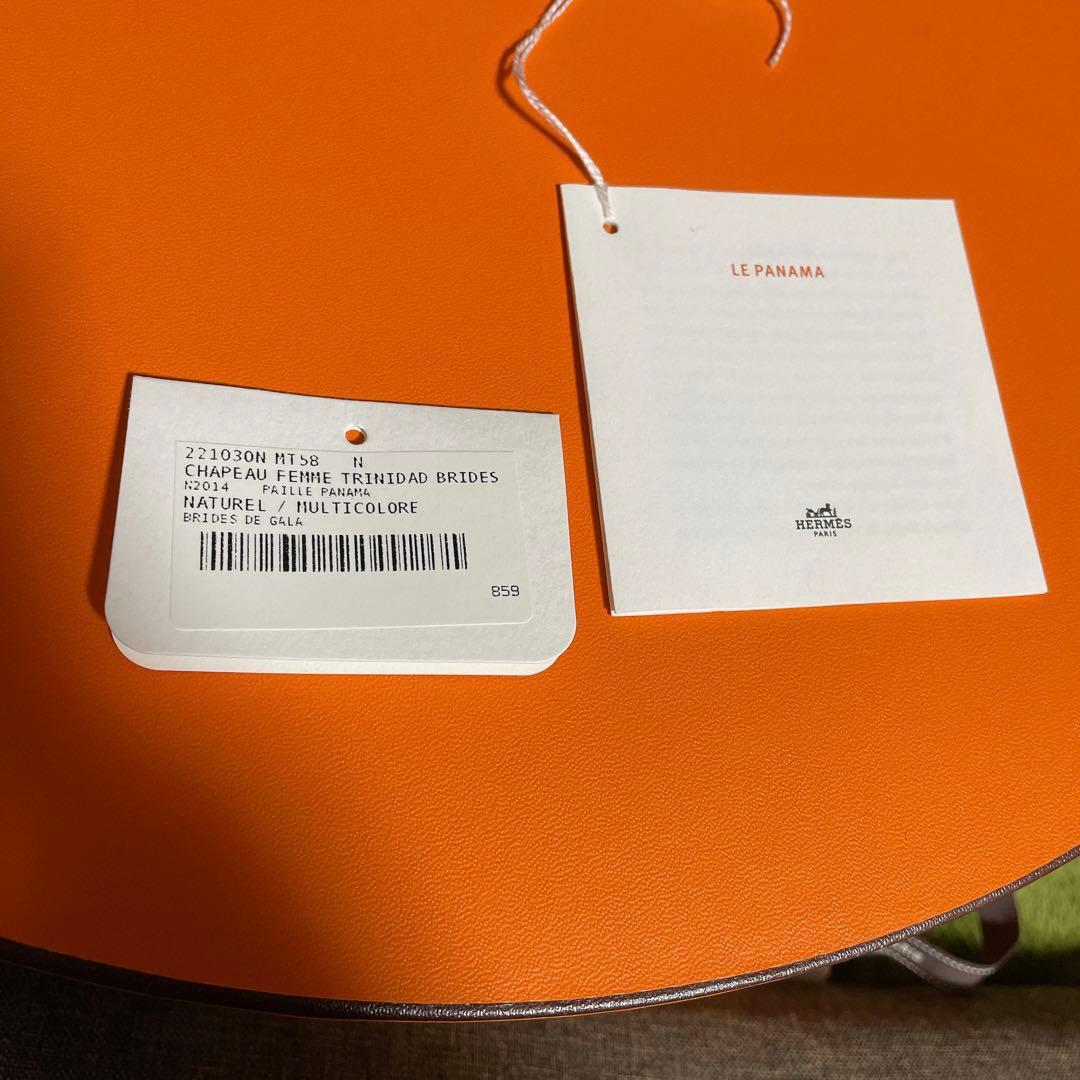 221030N MT58 N
CHAPEAU FEMME TRINIDAD BRIDES
N2014 PAILLE PANAMA
NATUREL / MULTICOLORE
BRIDES DE GALA
859
LE PANAMA
HERMÈS
PARIS